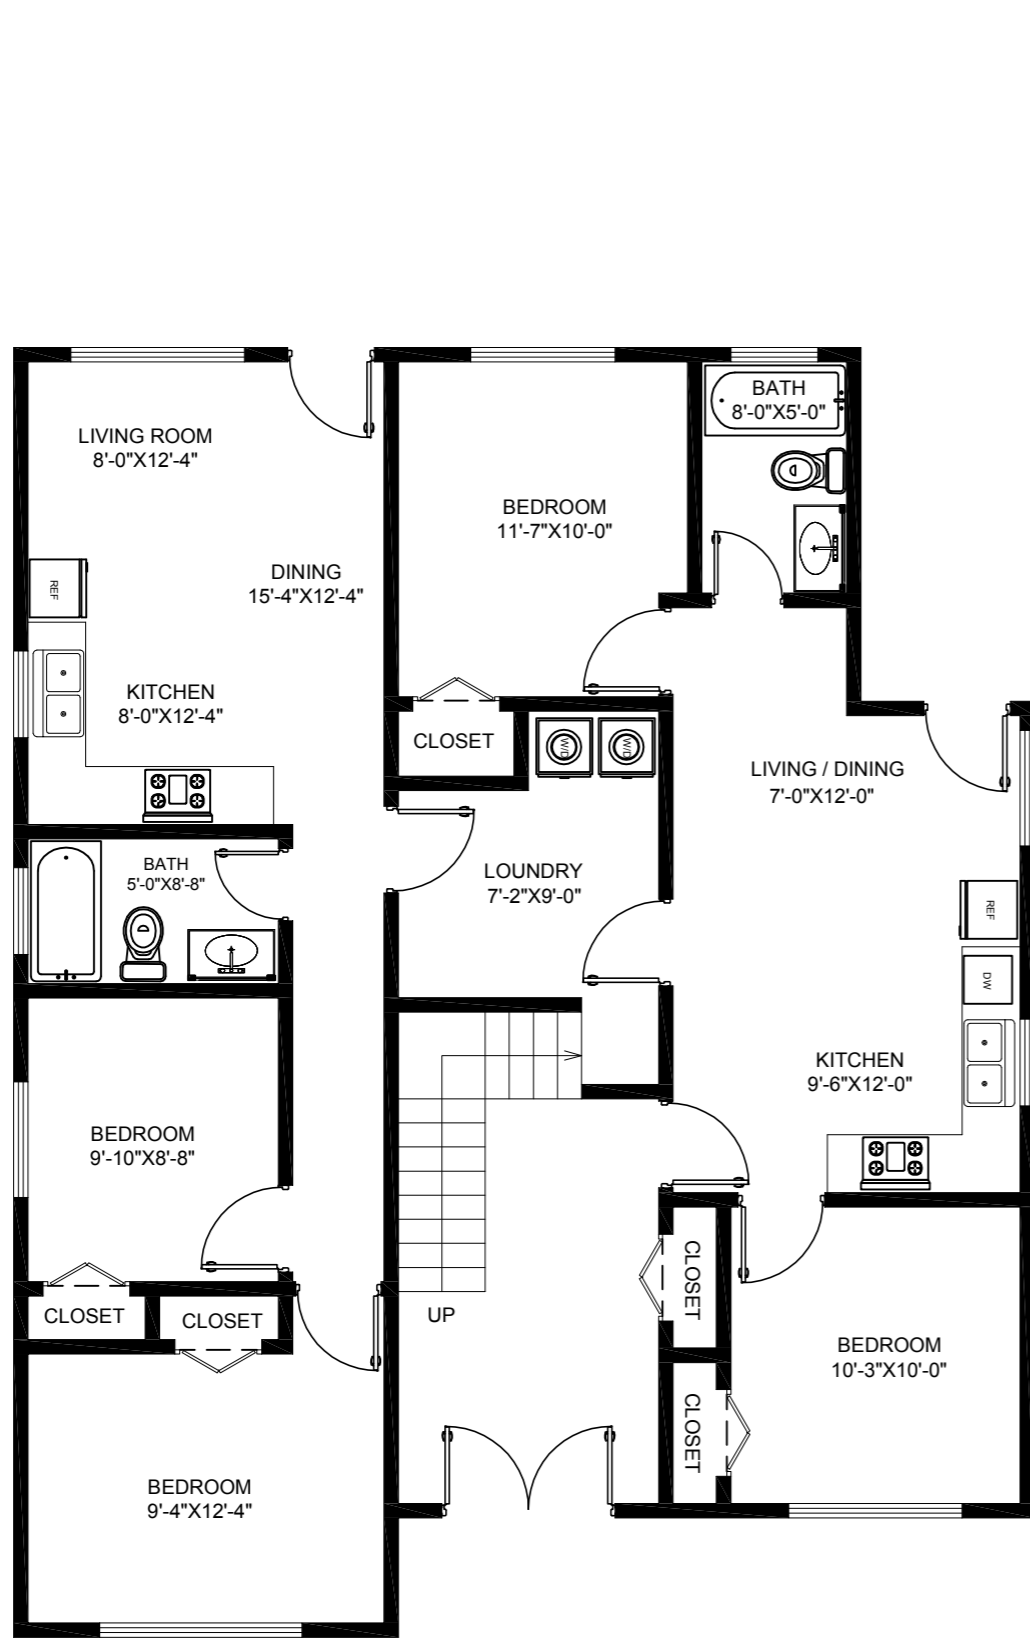 BATH
8'-0"X5'-0"
LIVING ROOM
8'-0"X12'-4"
BEDROOM
11'-7"X10'-0"
DINING
15'-4"X12'-4"
REF
KITCHEN
8'-0"X12'-4"
CLOSET
W/D
W/D
LIVING / DINING
7'-0"X12'-0"
BATH
5'-0"X8'-8"
LOUNDRY
7'-2"X9'-0"
REF
DW
KITCHEN
9'-6"X12'-0"
BEDROOM
9'-10"X8'-8"
CLOSET
CLOSET
CLOSET
UP
BEDROOM
10'-3"X10'-0"
CLOSET
BEDROOM
9'-4"X12'-4"